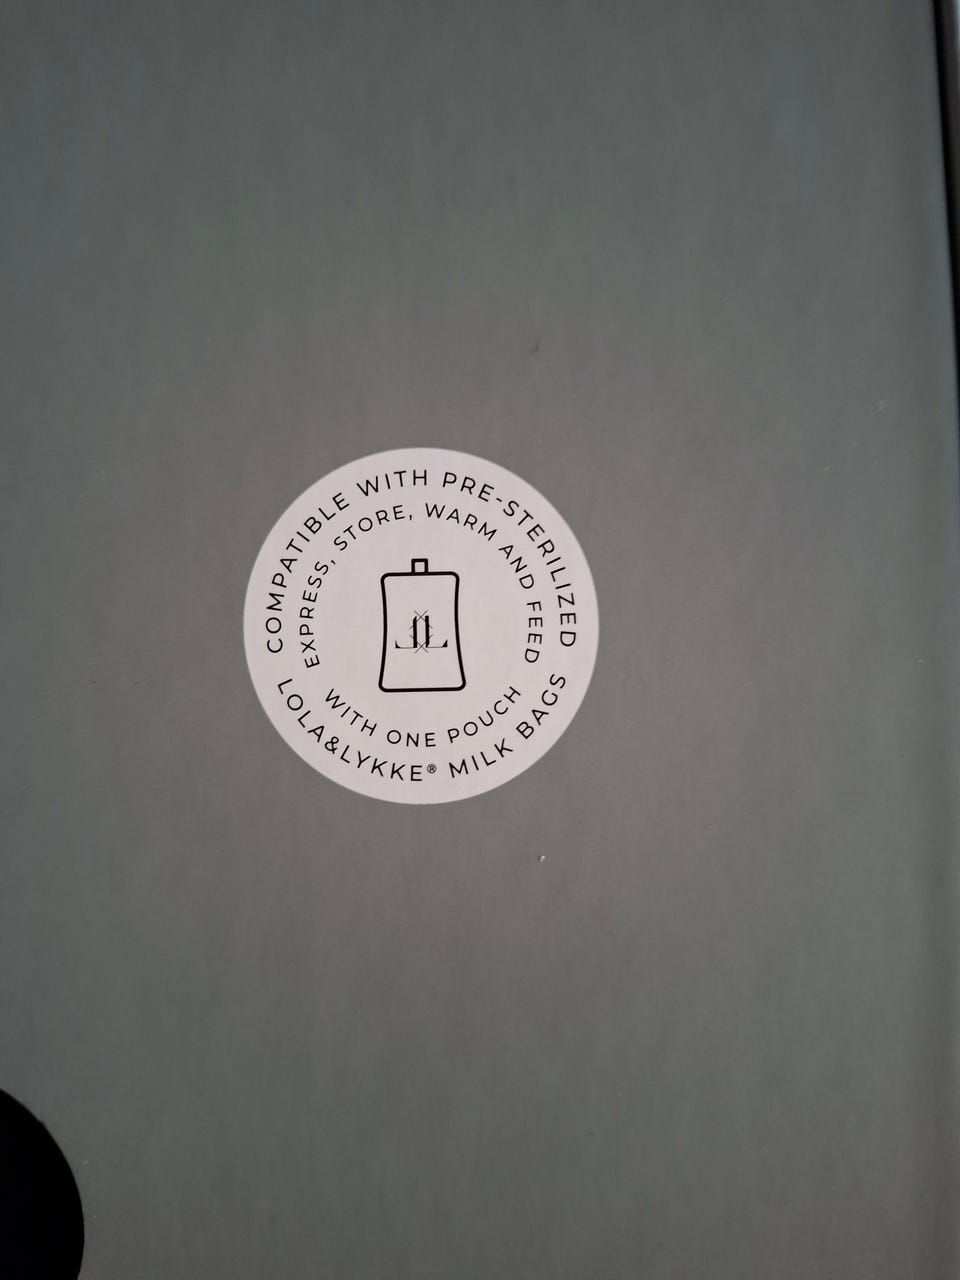 COMPATIBLE WITH PRE-STERILIZED
LOLA&LYKKE® MILK BAGS
EXPRESS, STORE, WARM AND FEED
WITH ONE POUCH